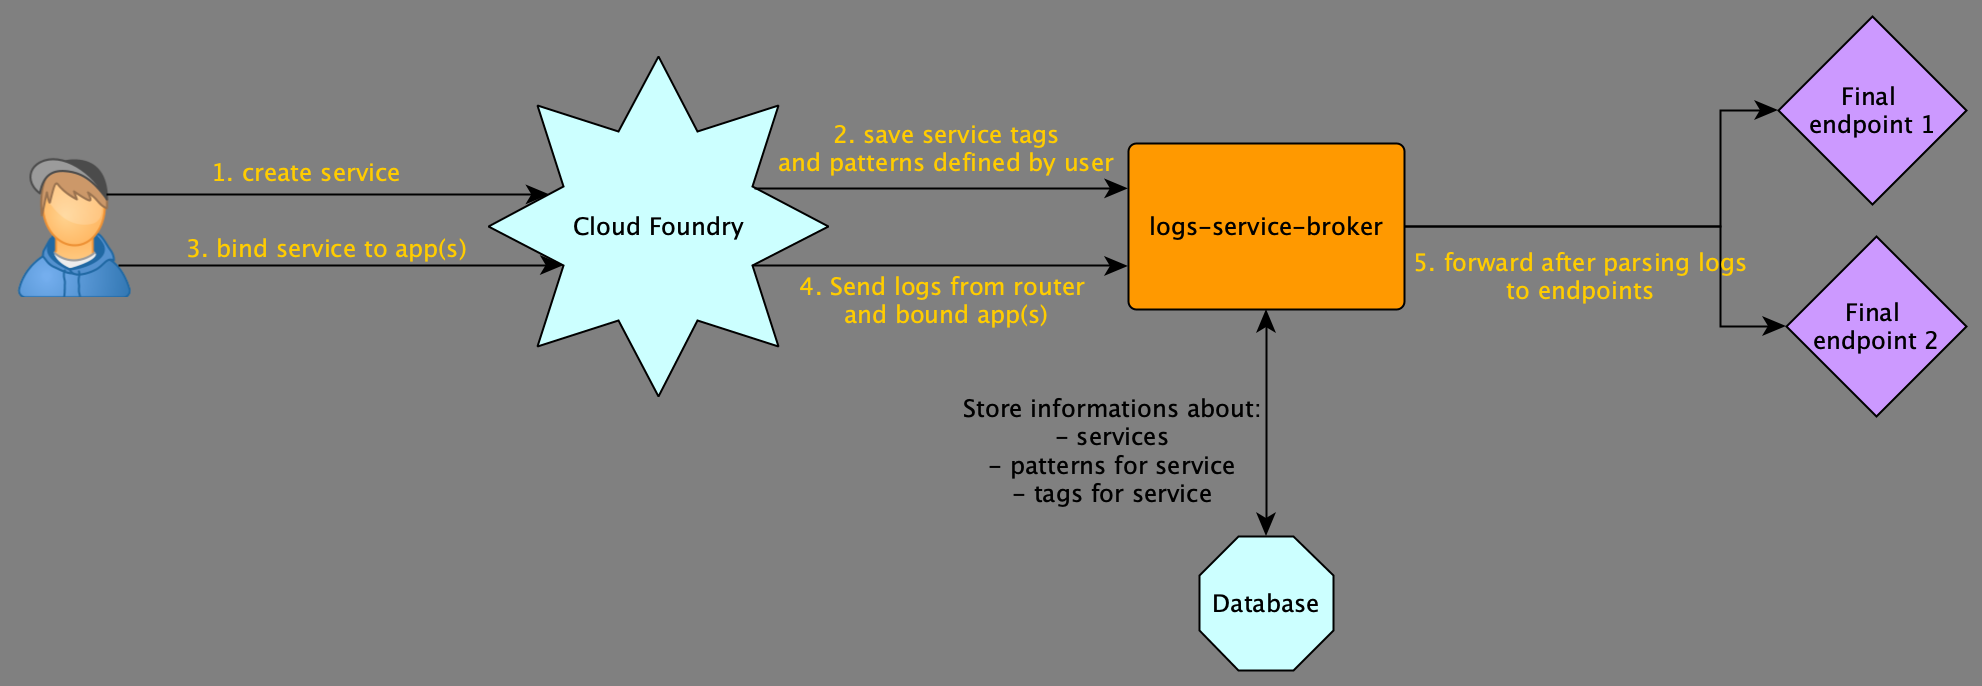 1. create service
3. bind service to app(s)
Cloud Foundry
2. save service tags
and patterns defined by user
4. Send logs from router
and bound app(s)
logs-service-broker
5. forward after parsing logs
to endpoints
Final
endpoint 1
Final
endpoint 2
Store informations about:
- services
- patterns for service
- tags for service
Database